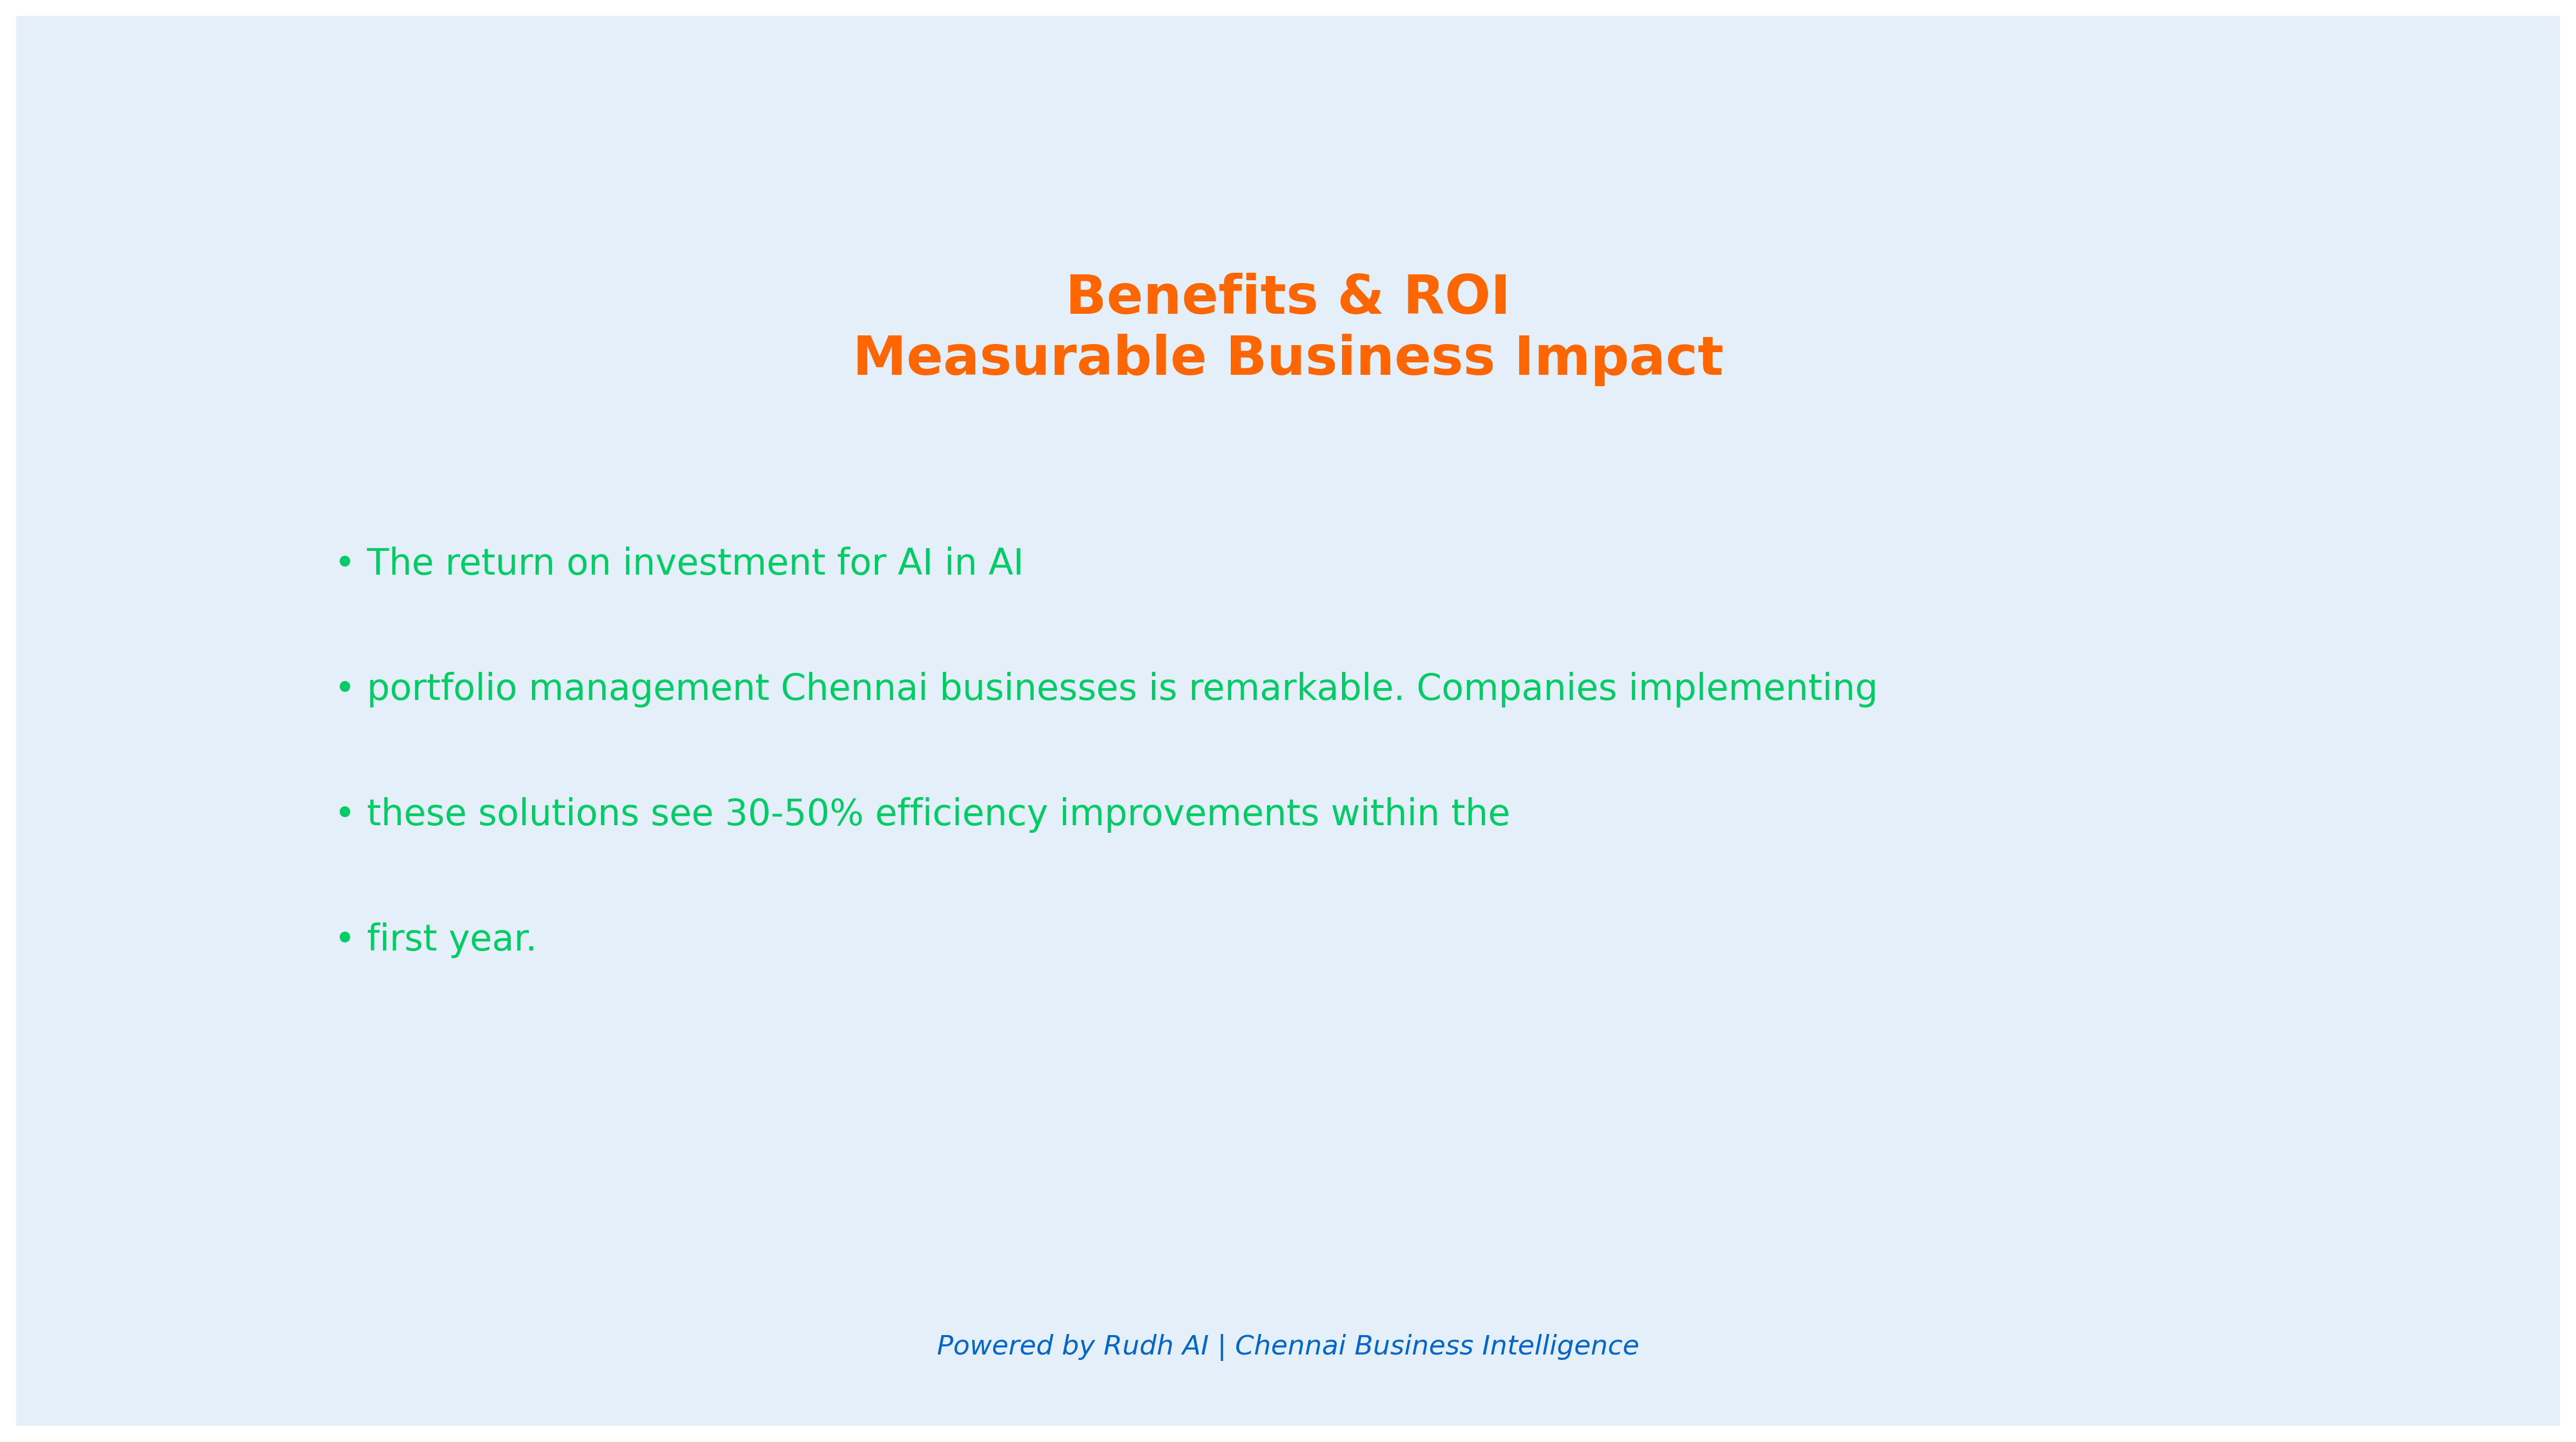 Benefits & ROI
Measurable Business Impact
• The return on investment for AI in AI
• portfolio management Chennai businesses is remarkable. Companies implementing
• these solutions see 30-50% efficiency improvements within the
• first year.
Powered by Rudh AI | Chennai Business Intelligence